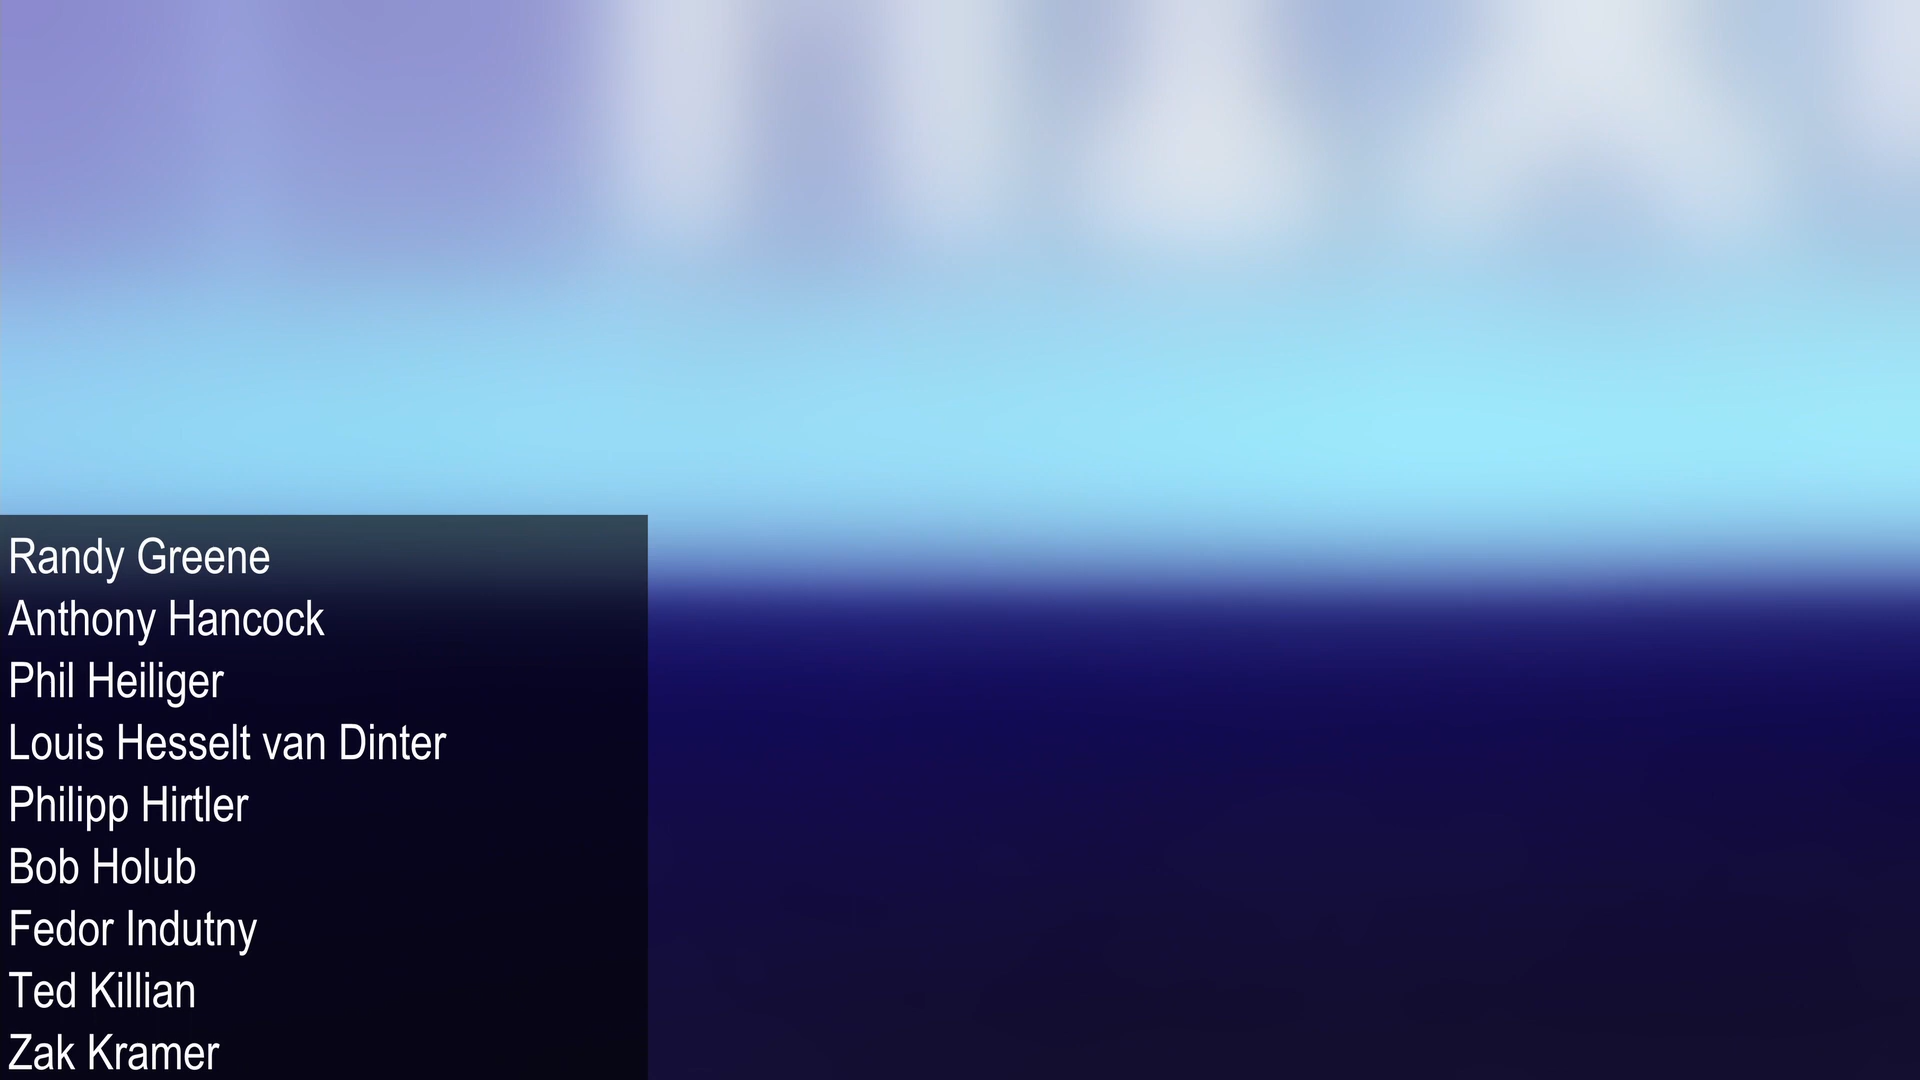 Randy Greene
Anthony Hancock
Phil Heiliger
Louis Hesselt van Dinter
Philipp Hirtler
Bob Holub
Fedor Indutny
Ted Killian
Zak Kramer